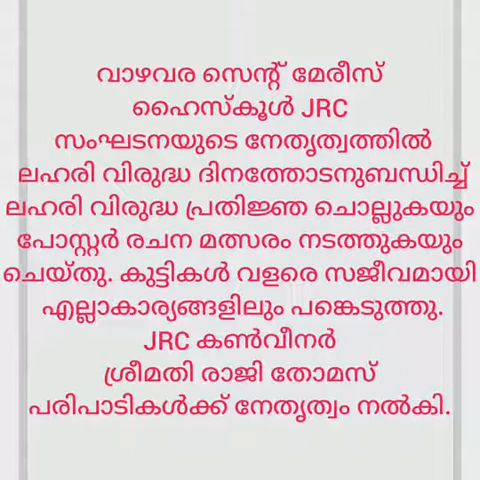 വാഴവര സെന്റ് മേരീസ്
ഹൈസ്കൂൾ JRC
സംഘടനയുടെ നേതൃത്വത്തിൽ
ലഹരി വിരുദ്ധ ദിനത്തോടനുബന്ധിച്ച്
ലഹരി വിരുദ്ധ പ്രതിജ്ഞ ചൊല്ലുകയും
പോസ്റ്റർ രചന മത്സരം നടത്തുകയും
ചെയ്തു. കുട്ടികൾ വളരെ സജീവമായി
എല്ലാകാര്യങ്ങളിലും പങ്കെടുത്തു.
JRC കൺവീനർ
ശ്രീമതി രാജി തോമസ്
പരിപാടികൾക്ക് നേതൃത്വം നൽകി.